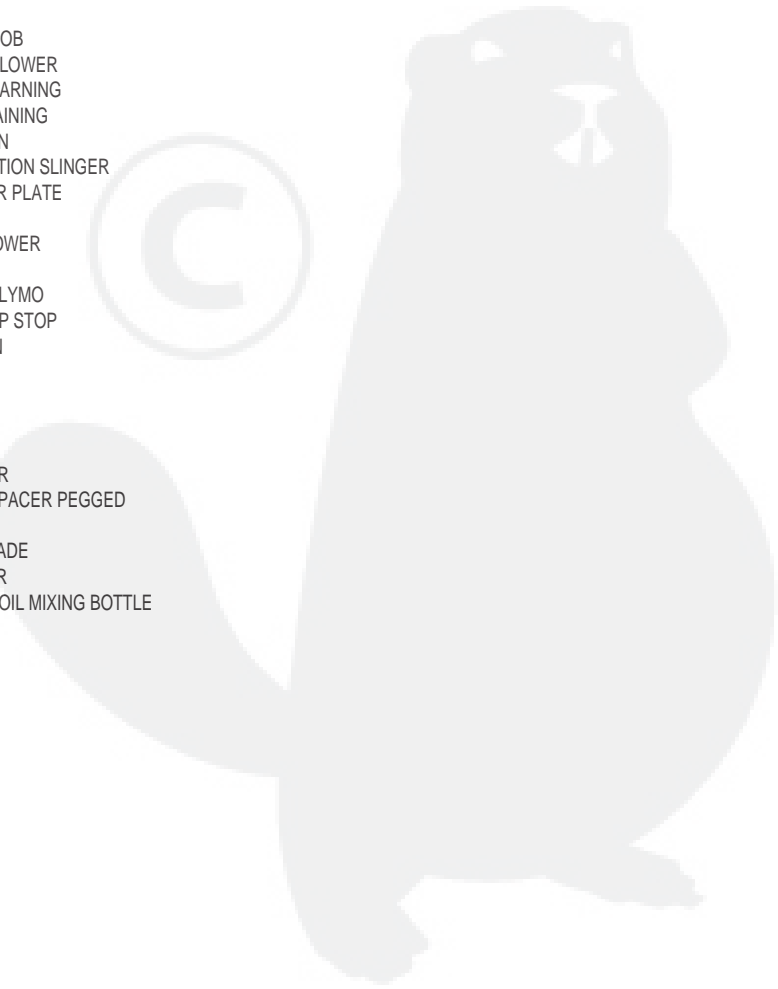 OB
LOWER
ARNING
AINING
N
TION SLINGER
R PLATE
OWER
LYMO
P STOP
N
R
PACER PEGGED
ADE
R
OIL MIXING BOTTLE
©